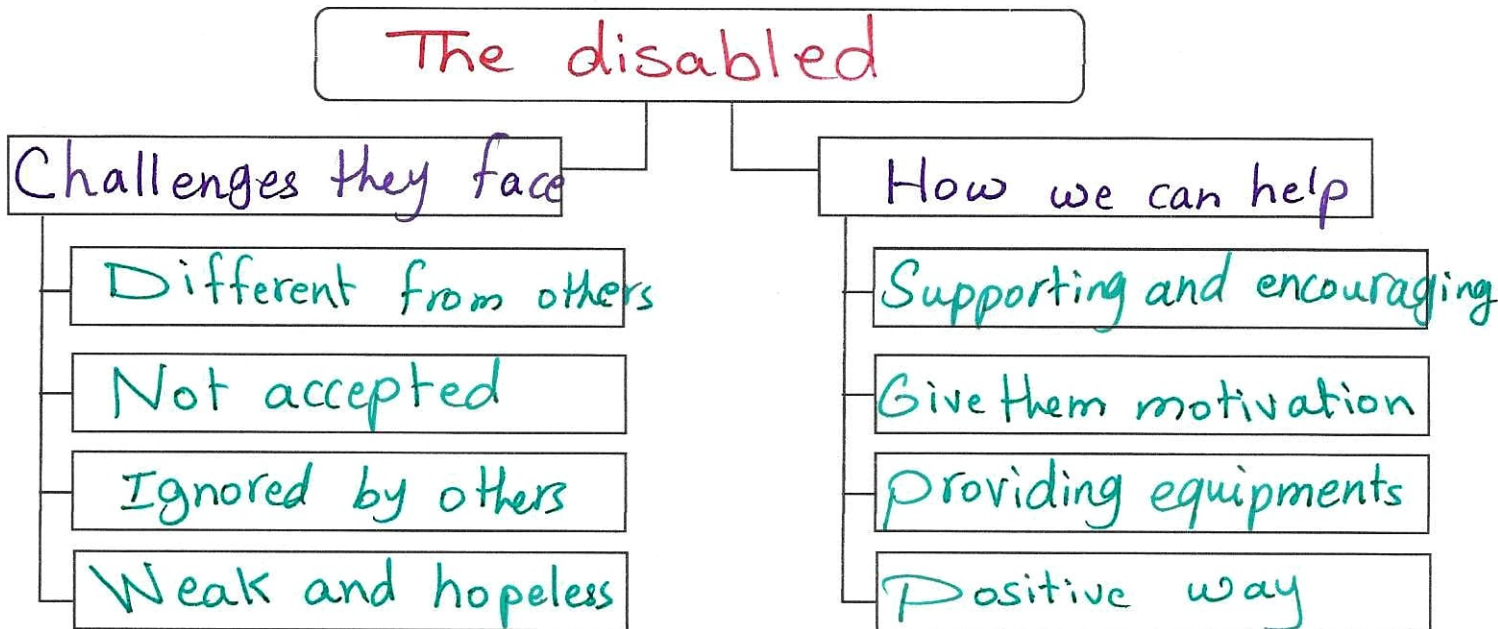 The disabled
Challenges they face
Different from others
Not accepted
Ignored by others
Weak and hopeless
How we can help
Supporting and encouraging
Give them motivation
Providing equipments
Positive way